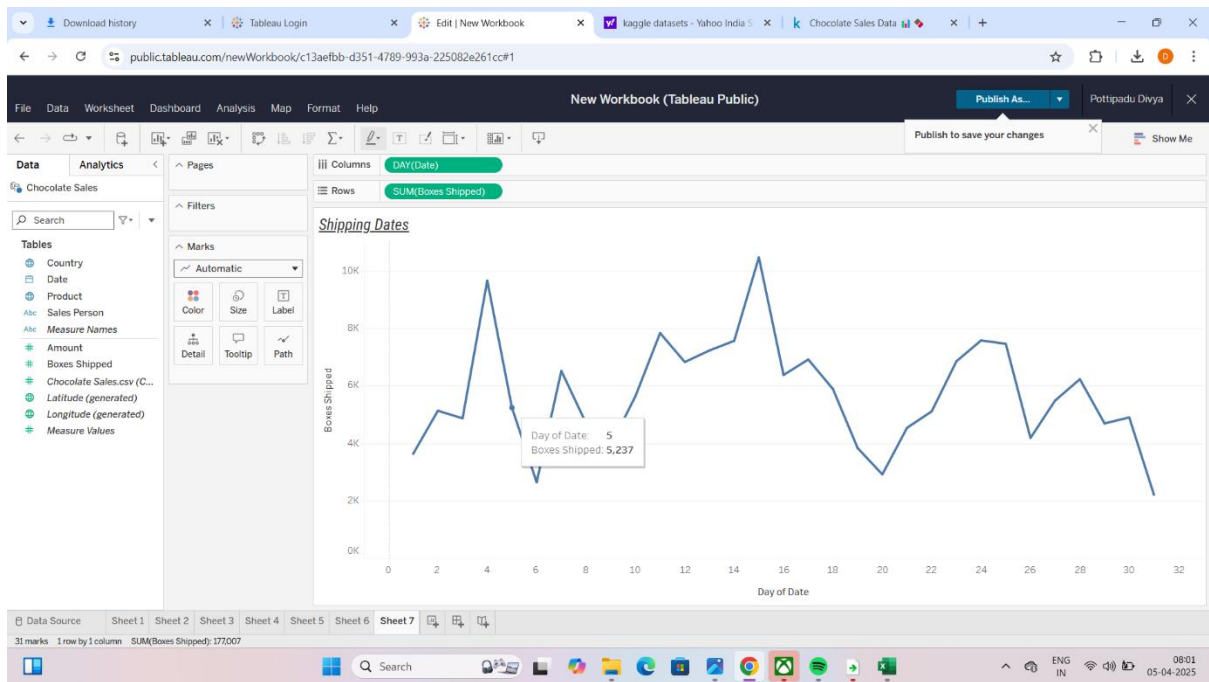 Download history
Tableau Login
Edit | New Workbook
kaggle datasets - Yahoo India S
Chocolate Sales Data
public.tableau.com/newWorkbook/c13aefbb-d351-4789-993a-225082e261cc#1
D
File Data Worksheet Dashboard Analysis Map Format Help
New Workbook (Tableau Public)
Publish As...
Pottipadu Divya
Publish to save your changes
Show Me
Data Analytics
Chocolate Sales
Search
Tables
Country
Date
Product
Abc Sales Person
Abc Measure Names
# Amount
# Boxes Shipped
# Chocolate Sales.csv (C...
Latitude (generated)
Longitude (generated)
# Measure Values
Pages
Filters
Marks
Automatic
Color Size Label
Detail Tooltip Path
Columns DAY(Date)
Rows SUM(Boxes Shipped)
Shipping Dates
Boxes Shipped
10K
8K
6K
4K
2K
0K
Day of Date: 5
Boxes Shipped: 5,237
0 2 4 6 8 10 12 14 16 18 20 22 24 26 28 30 32
Day of Date
Data Source Sheet 1 Sheet 2 Sheet 3 Sheet 4 Sheet 5 Sheet 6 Sheet 7
31 marks 1 row by 1 column SUM(Boxes Shipped): 177,007
Search
ENG
IN
08:01
05-04-2025